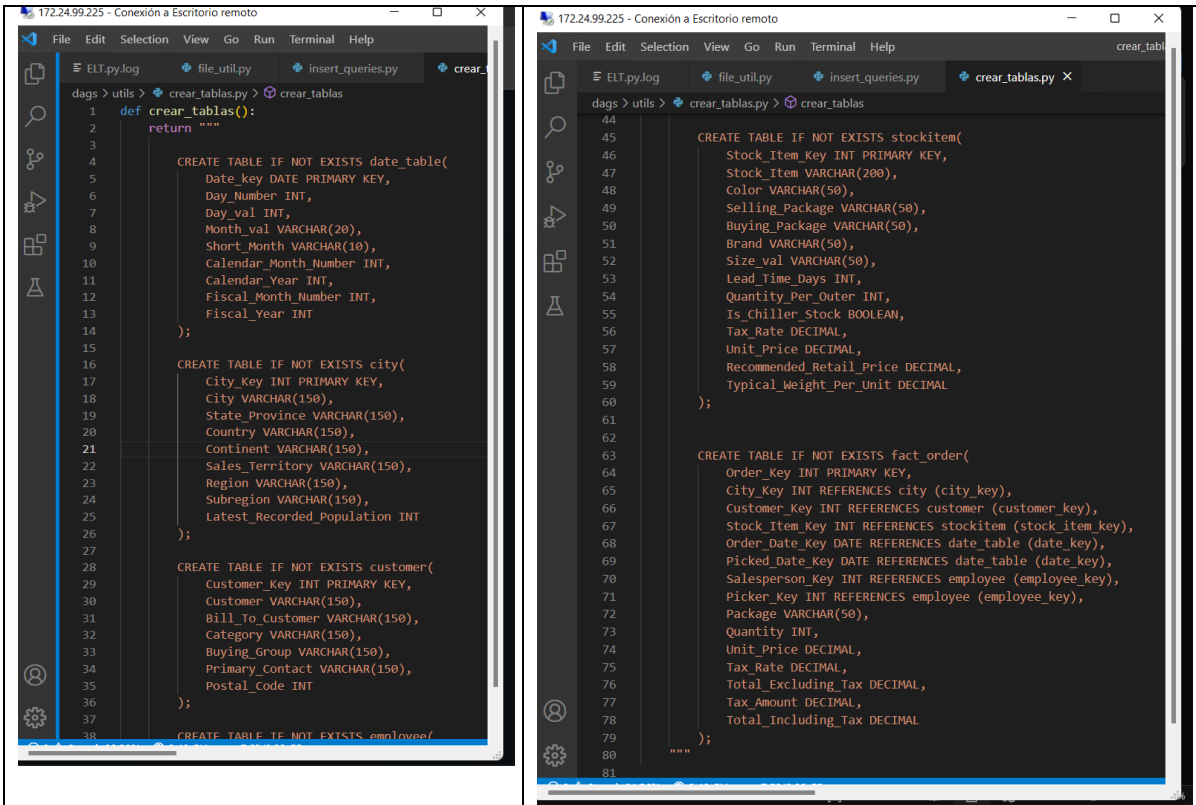 172.24.99.225 - Conexión a Escritorio remoto
File Edit Selection View Go Run Terminal Help
ELT.py.log file_util.py insert_queries.py crear_t
dags > utils > crear_tablas.py > crear_tablas
1 def crear_tablas():
2 return """
3
4 CREATE TABLE IF NOT EXISTS date_table(
5 Date_key DATE PRIMARY KEY,
6 Day_Number INT,
7 Day_val INT,
8 Month_val VARCHAR(20),
9 Short_Month VARCHAR(10),
10 Calendar_Month_Number INT,
11 Calendar_Year INT,
12 Fiscal_Month_Number INT,
13 Fiscal_Year INT
14 );
15
16 CREATE TABLE IF NOT EXISTS city(
17 City_Key INT PRIMARY KEY,
18 City VARCHAR(150),
19 State_Province VARCHAR(150),
20 Country VARCHAR(150),
21 Continent VARCHAR(150),
22 Sales_Territory VARCHAR(150),
23 Region VARCHAR(150),
24 Subregion VARCHAR(150),
25 Latest_Recorded_Population INT
26 );
27
28 CREATE TABLE IF NOT EXISTS customer(
29 Customer_Key INT PRIMARY KEY,
30 Customer VARCHAR(150),
31 Bill_To_Customer VARCHAR(150),
32 Category VARCHAR(150),
33 Buying_Group VARCHAR(150),
34 Primary_Contact VARCHAR(150),
35 Postal_Code INT
36 );
37
38 CREATE TABLE IF NOT EXISTS employee(
172.24.99.225 - Conexión a Escritorio remoto
File Edit Selection View Go Run Terminal Help crear_tabl
ELT.py.log file_util.py insert_queries.py crear_tablas.py
dags > utils > crear_tablas.py > crear_tablas
44
45 CREATE TABLE IF NOT EXISTS stockitem(
46 Stock_Item_Key INT PRIMARY KEY,
47 Stock_Item VARCHAR(200),
48 Color VARCHAR(50),
49 Selling_Package VARCHAR(50),
50 Buying_Package VARCHAR(50),
51 Brand VARCHAR(50),
52 Size_val VARCHAR(50),
53 Lead_Time_Days INT,
54 Quantity_Per_Outer INT,
55 Is_Chiller_Stock BOOLEAN,
56 Tax_Rate DECIMAL,
57 Unit_Price DECIMAL,
58 Recommended_Retail_Price DECIMAL,
59 Typical_Weight_Per_Unit DECIMAL
60 );
61
62
63 CREATE TABLE IF NOT EXISTS fact_order(
64 Order_Key INT PRIMARY KEY,
65 City_Key INT REFERENCES city (city_key),
66 Customer_Key INT REFERENCES customer (customer_key),
67 Stock_Item_Key INT REFERENCES stockitem (stock_item_key),
68 Order_Date_Key DATE REFERENCES date_table (date_key),
69 Picked_Date_Key DATE REFERENCES date_table (date_key),
70 Salesperson_Key INT REFERENCES employee (employee_key),
71 Picker_Key INT REFERENCES employee (employee_key),
72 Package VARCHAR(50),
73 Quantity INT,
74 Unit_Price DECIMAL,
75 Tax_Rate DECIMAL,
76 Total_Excluding_Tax DECIMAL,
77 Tax_Amount DECIMAL,
78 Total_Including_Tax DECIMAL
79 );
80 """
81